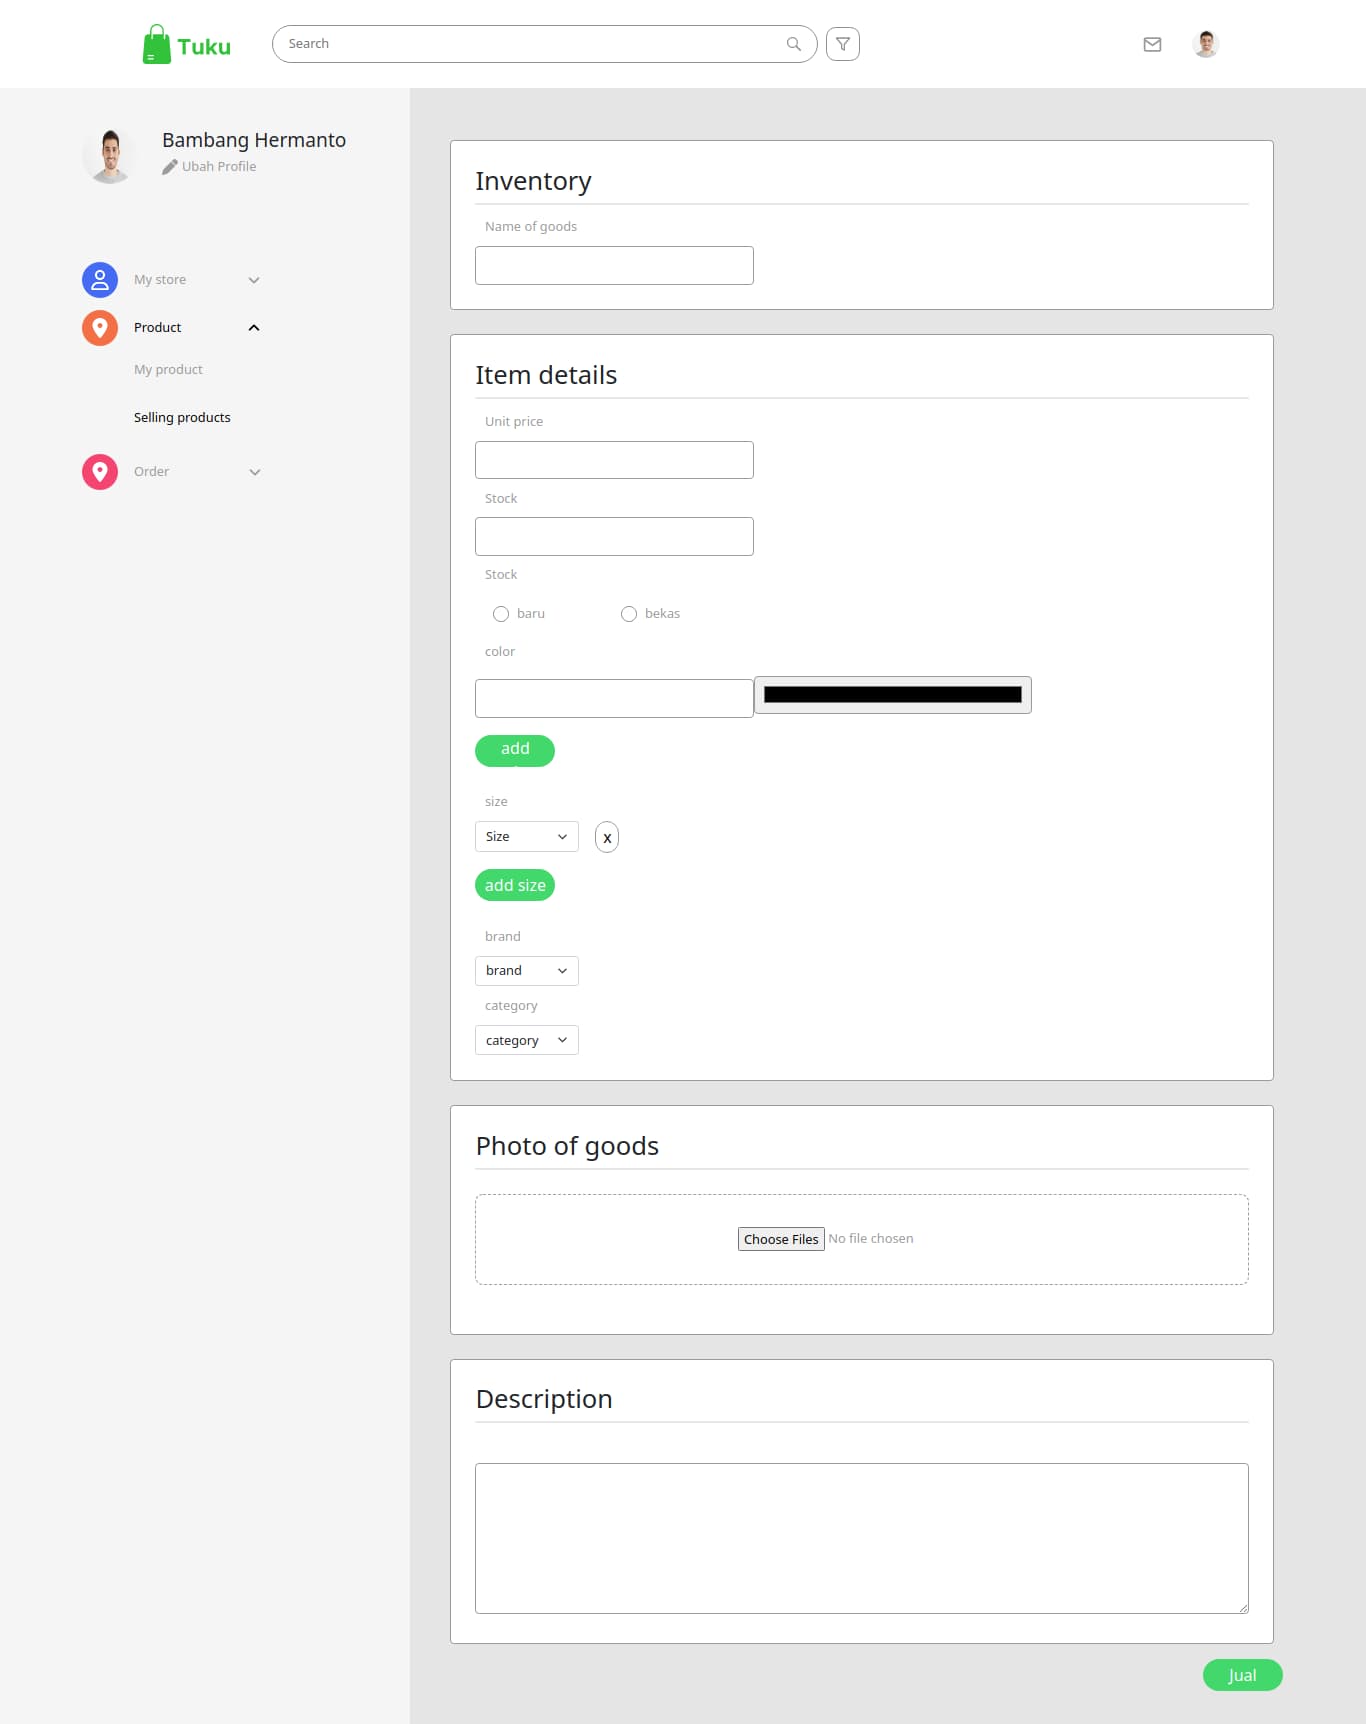 Tuku
Search
Bambang Hermanto
Ubah Profile
My store
Product
My product
Selling products
Order
Inventory
Name of goods
Item details
Unit price
Stock
Stock
baru bekas
color
add
size
Size x
add size
brand
brand
category
category
Photo of goods
Choose Files No file chosen
Description
Jual